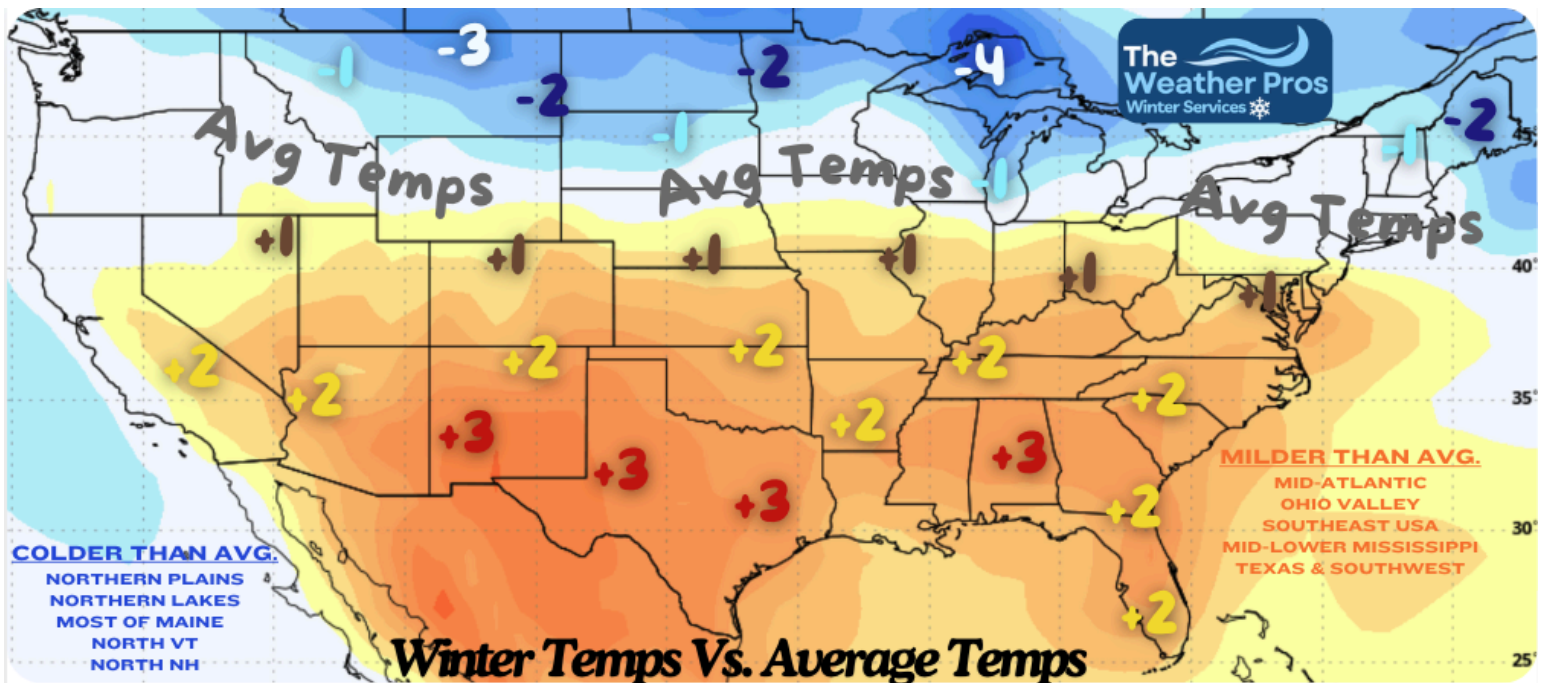 The
Weather Pros
Winter Services
-3
-4
-1
-2
-2
-2
-1
-1
-1
45°
Avg Temps
Avg Temps
Avg Temps
+1
+1
+1
+1
+1
+1
40°
+2
+2
+2
+2
+2
+2
+2
35°
+3
+3
+3
+3
+2
30°
+2
25°
MILDER THAN AVG.
MID-ATLANTIC
OHIO VALLEY
SOUTHEAST USA
MID-LOWER MISSISSIPPI
TEXAS & SOUTHWEST
COLDER THAN AVG.
NORTHERN PLAINS
NORTHERN LAKES
MOST OF MAINE
NORTH VT
NORTH NH
Winter Temps Vs. Average Temps